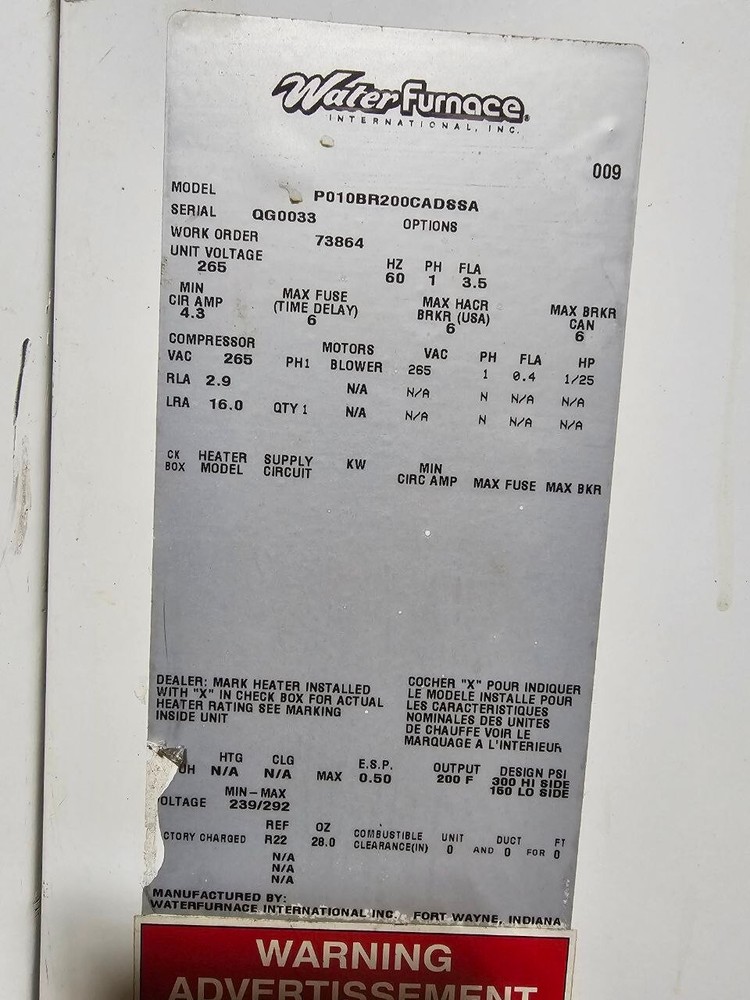 WaterFurnace®
INTERNATIONAL, INC.
009
MODEL P010BR200CADSSA
SERIAL QG0033 OPTIONS
WORK ORDER 73864
UNIT VOLTAGE HZ PH FLA
265 60 1 3.5
MIN CIR AMP MAX FUSE (TIME DELAY) MAX HACR BRKR (USA) MAX BRKR CAN
4.3 6 6 6
COMPRESSOR MOTORS VAC PH FLA HP
VAC 265 PH1 BLOWER 265 1 0.4 1/25
RLA 2.9 N/A N/A N N/A N/A
LRA 16.0 QTY 1 N/A N/A N N/A N/A
CK BOX HEATER MODEL SUPPLY CIRCUIT KW MIN CIRC AMP MAX FUSE MAX BKR
DEALER: MARK HEATER INSTALLED
WITH "X" IN CHECK BOX FOR ACTUAL
HEATER RATING SEE MARKING
INSIDE UNIT
COCHER "X" POUR INDIQUER
LE MODELE INSTALLE POUR
LES CARACTERISTIQUES
NOMINALES DES UNITES
DE CHAUFFE VOIR LE
MARQUAGE A L'INTERIEUR
HTG CLG E.S.P. OUTPUT DESIGN PSI
UH N/A N/A MAX 0.50 200 F 300 HI SIDE
150 LO SIDE
MIN-MAX
OLTAGE 239/292
REF OZ COMBUSTIBLE UNIT DUCT FT
CTORY CHARGED R22 28.0 CLEARANCE(IN) 0 AND 0 FOR 0
N/A
N/A
N/A
MANUFACTURED BY:
WATERFURNACE INTERNATIONAL INC. FORT WAYNE, INDIANA
WARNING
ADVERTISSEMENT